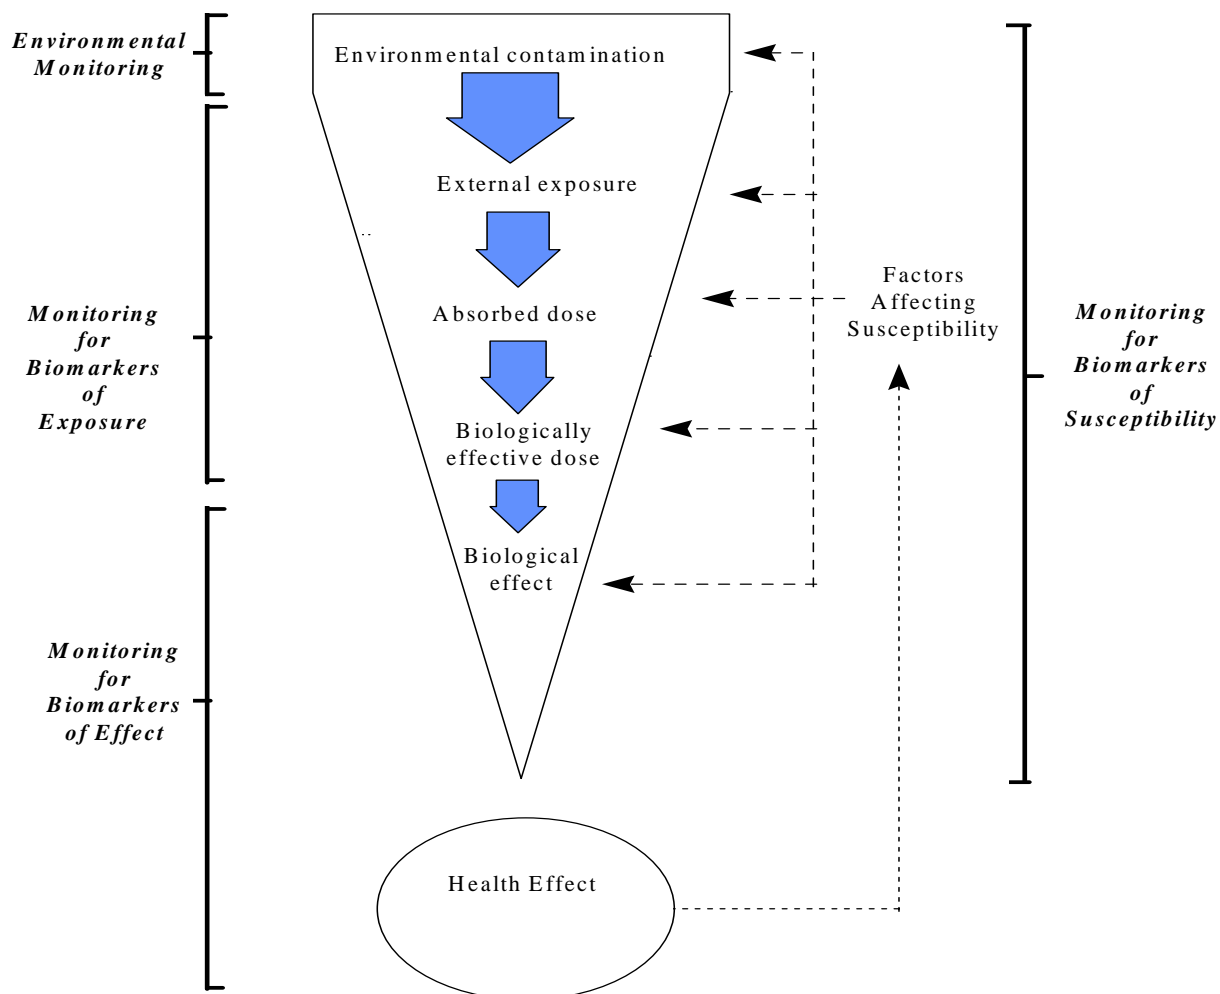 Environmental
Monitoring
Environmental contamination
External exposure
Absorbed dose
Biologically
effective dose
Biological
effect
Health Effect
Monitoring
for
Biomarkers
of
Exposure
Monitoring
for
Biomarkers
of Effect
Factors
Affecting
Susceptibility
Monitoring
for
Biomarkers
of
Susceptibility